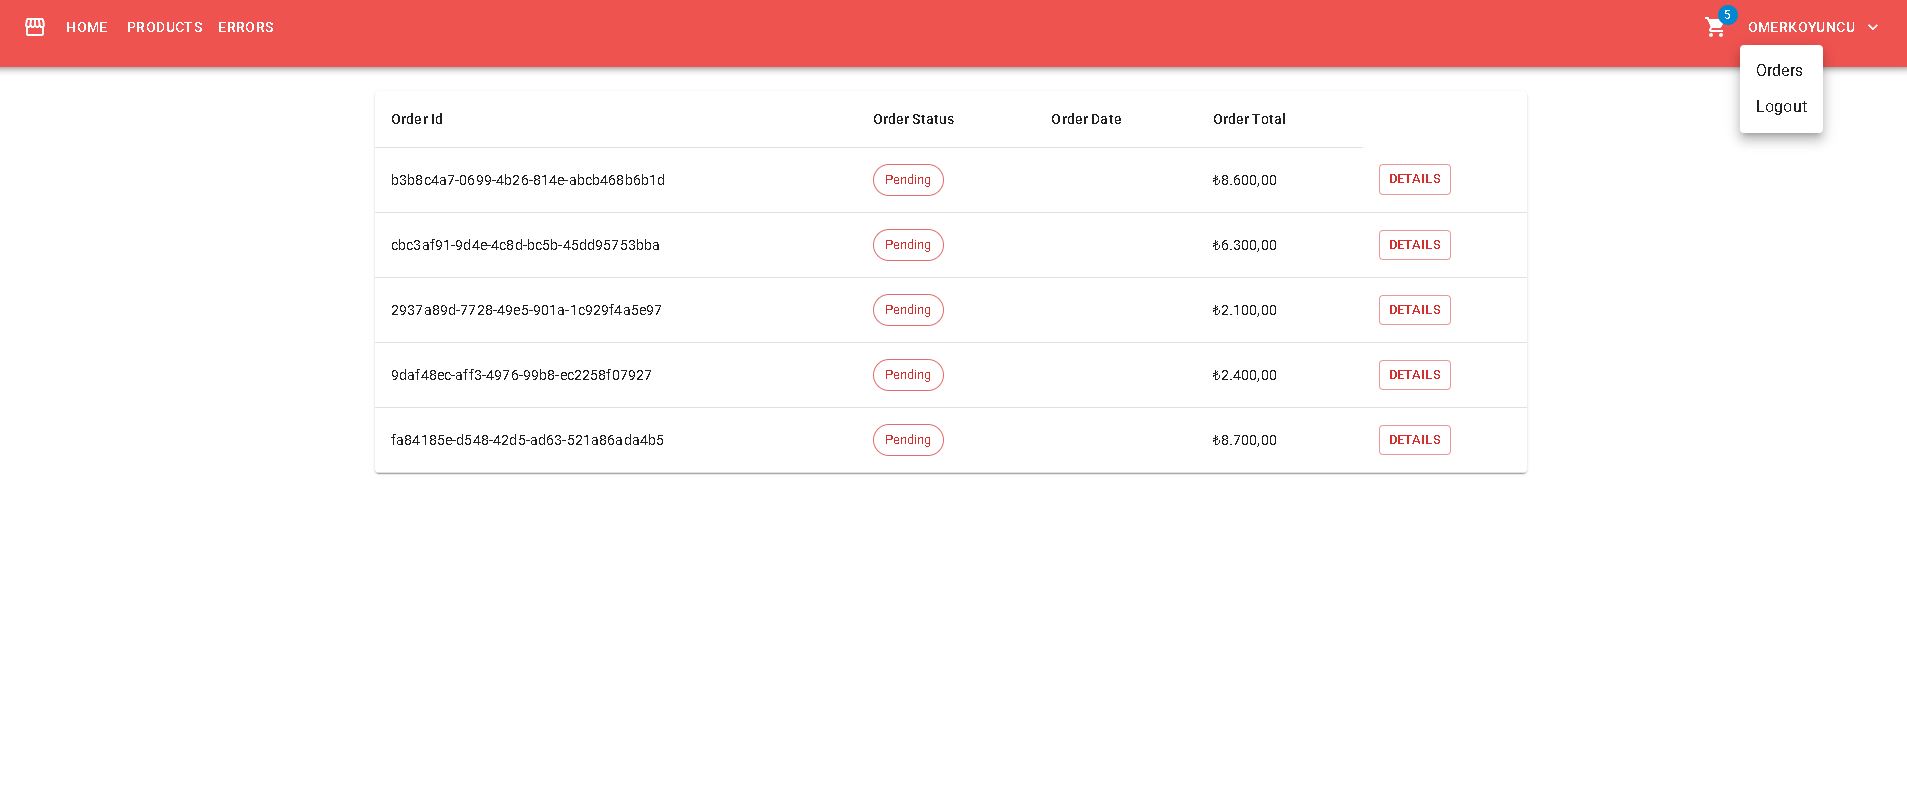 HOME PRODUCTS ERRORS 5 OMERKOYUNCU
Orders
Logout
Order Id Order Status Order Date Order Total
b3b8c4a7-0699-4b26-814e-abcb468b6b1d Pending ₺8.600,00 DETAILS
cbc3af91-9d4e-4c8d-bc5b-45dd95753bba Pending ₺6.300,00 DETAILS
2937a89d-7728-49e5-901a-1c929f4a5e97 Pending ₺2.100,00 DETAILS
9daf48ec-aff3-4976-99b8-ec2258f07927 Pending ₺2.400,00 DETAILS
fa84185e-d548-42d5-ad63-521a86ada4b5 Pending ₺8.700,00 DETAILS